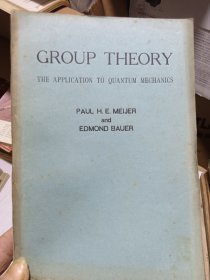 GROUP THEORY
THE APPLICATION TO QUANTUM MECHANICS
PAUL H. E. MEIJER
and
EDMOND BAUER